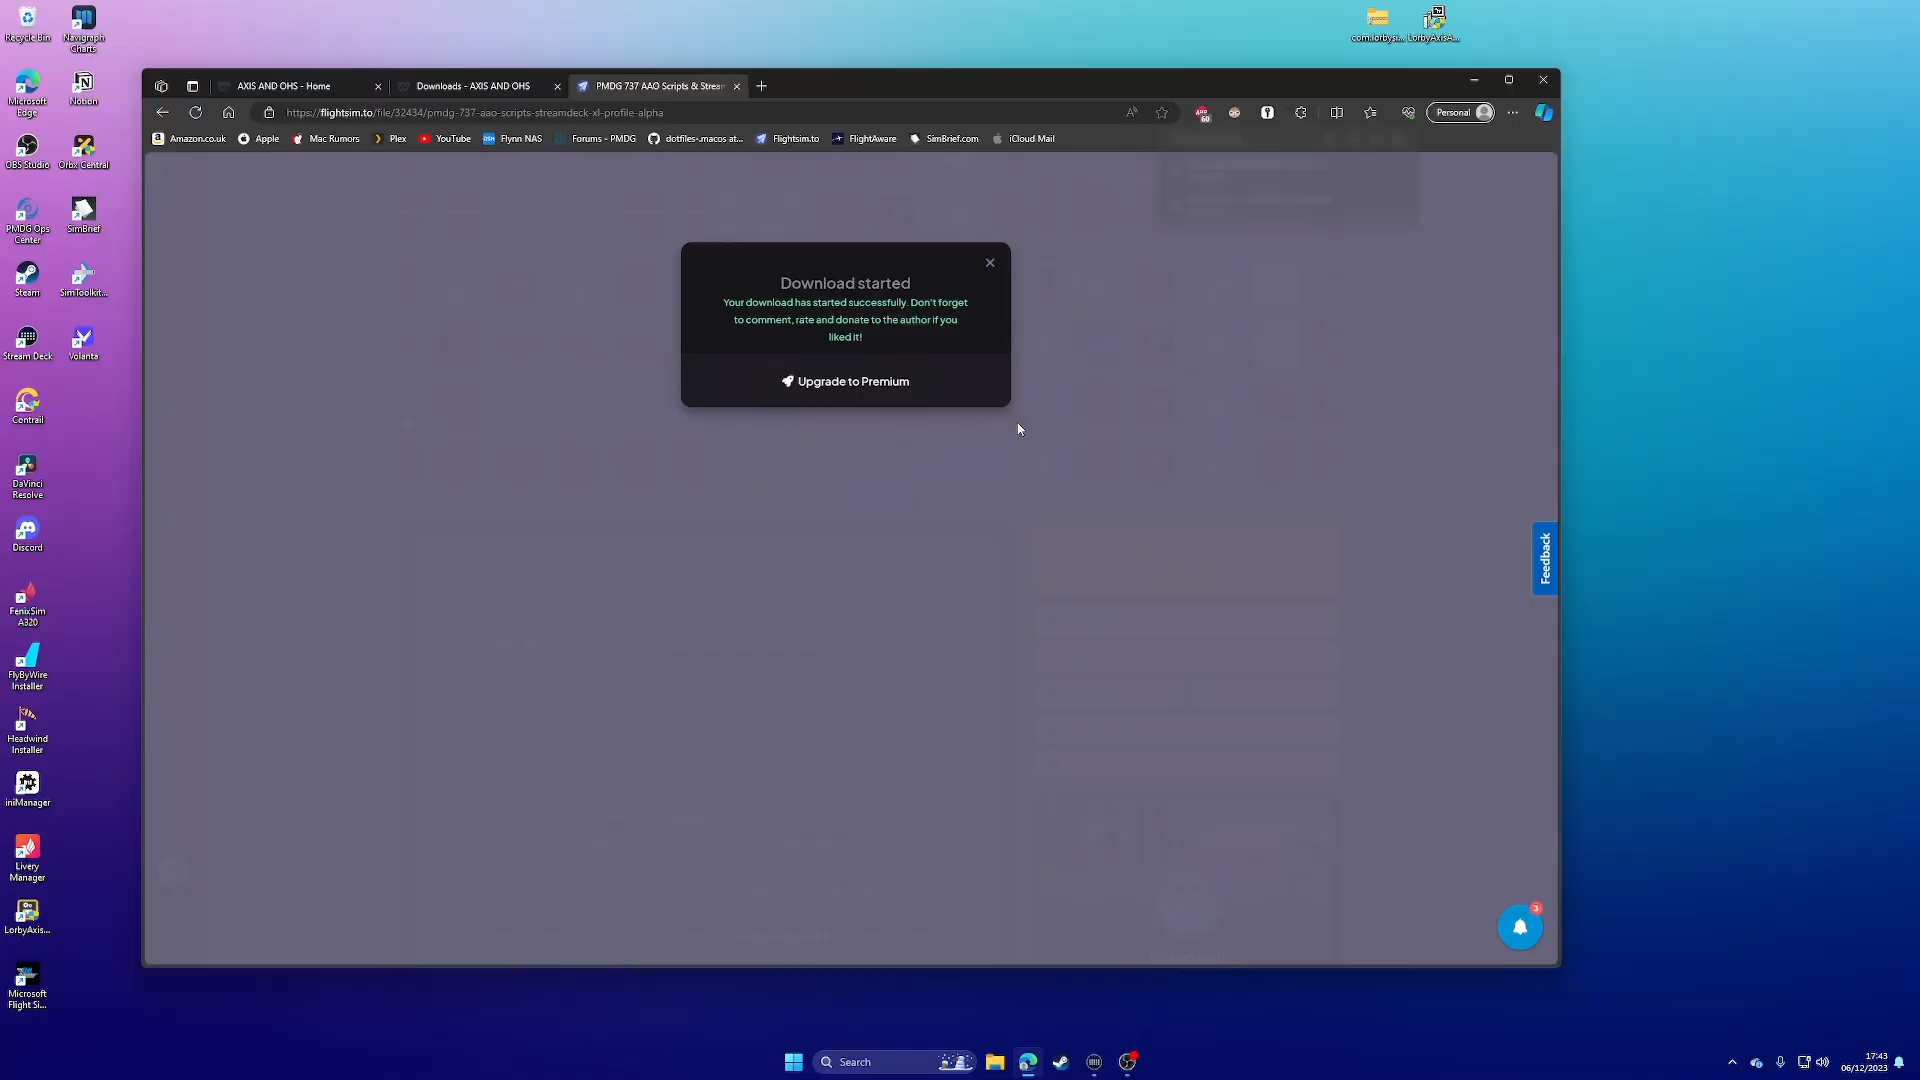 Recycle Bin
Navigraph
Charts
com.lorbysi...
LorbyAxisA...
AXIS AND OHS - Home
Downloads - AXIS AND OHS
PMDG 737 AAO Scripts & Stream
https://flightsim.to/file/32434/pmdg-737-aao-scripts-streamdeck-xl-profile-alpha
60
Personal
Amazon.co.uk
Apple
Mac Rumors
Plex
YouTube
Flynn NAS
Forums - PMDG
dotfiles-.macos at...
Flightsim.to
FlightAware
SimBrief.com
iCloud Mail
Microsoft
Edge
Notion
OBS Studio
Orbx Central
PMDG Ops
Center
SimBrief
Steam
SimToolkit...
Stream Deck
Volanta
Contrail
DaVinci
Resolve
Discord
FenixSim
A320
FlyByWire
Installer
Headwind
Installer
iniManager
Livery
Manager
LorbyAxis...
Microsoft
Flight Si...
Download started
Your download has started successfully. Don't forget
to comment, rate and donate to the author if you
liked it!
Upgrade to Premium
Feedback
3
Search
17:43
06/12/2023